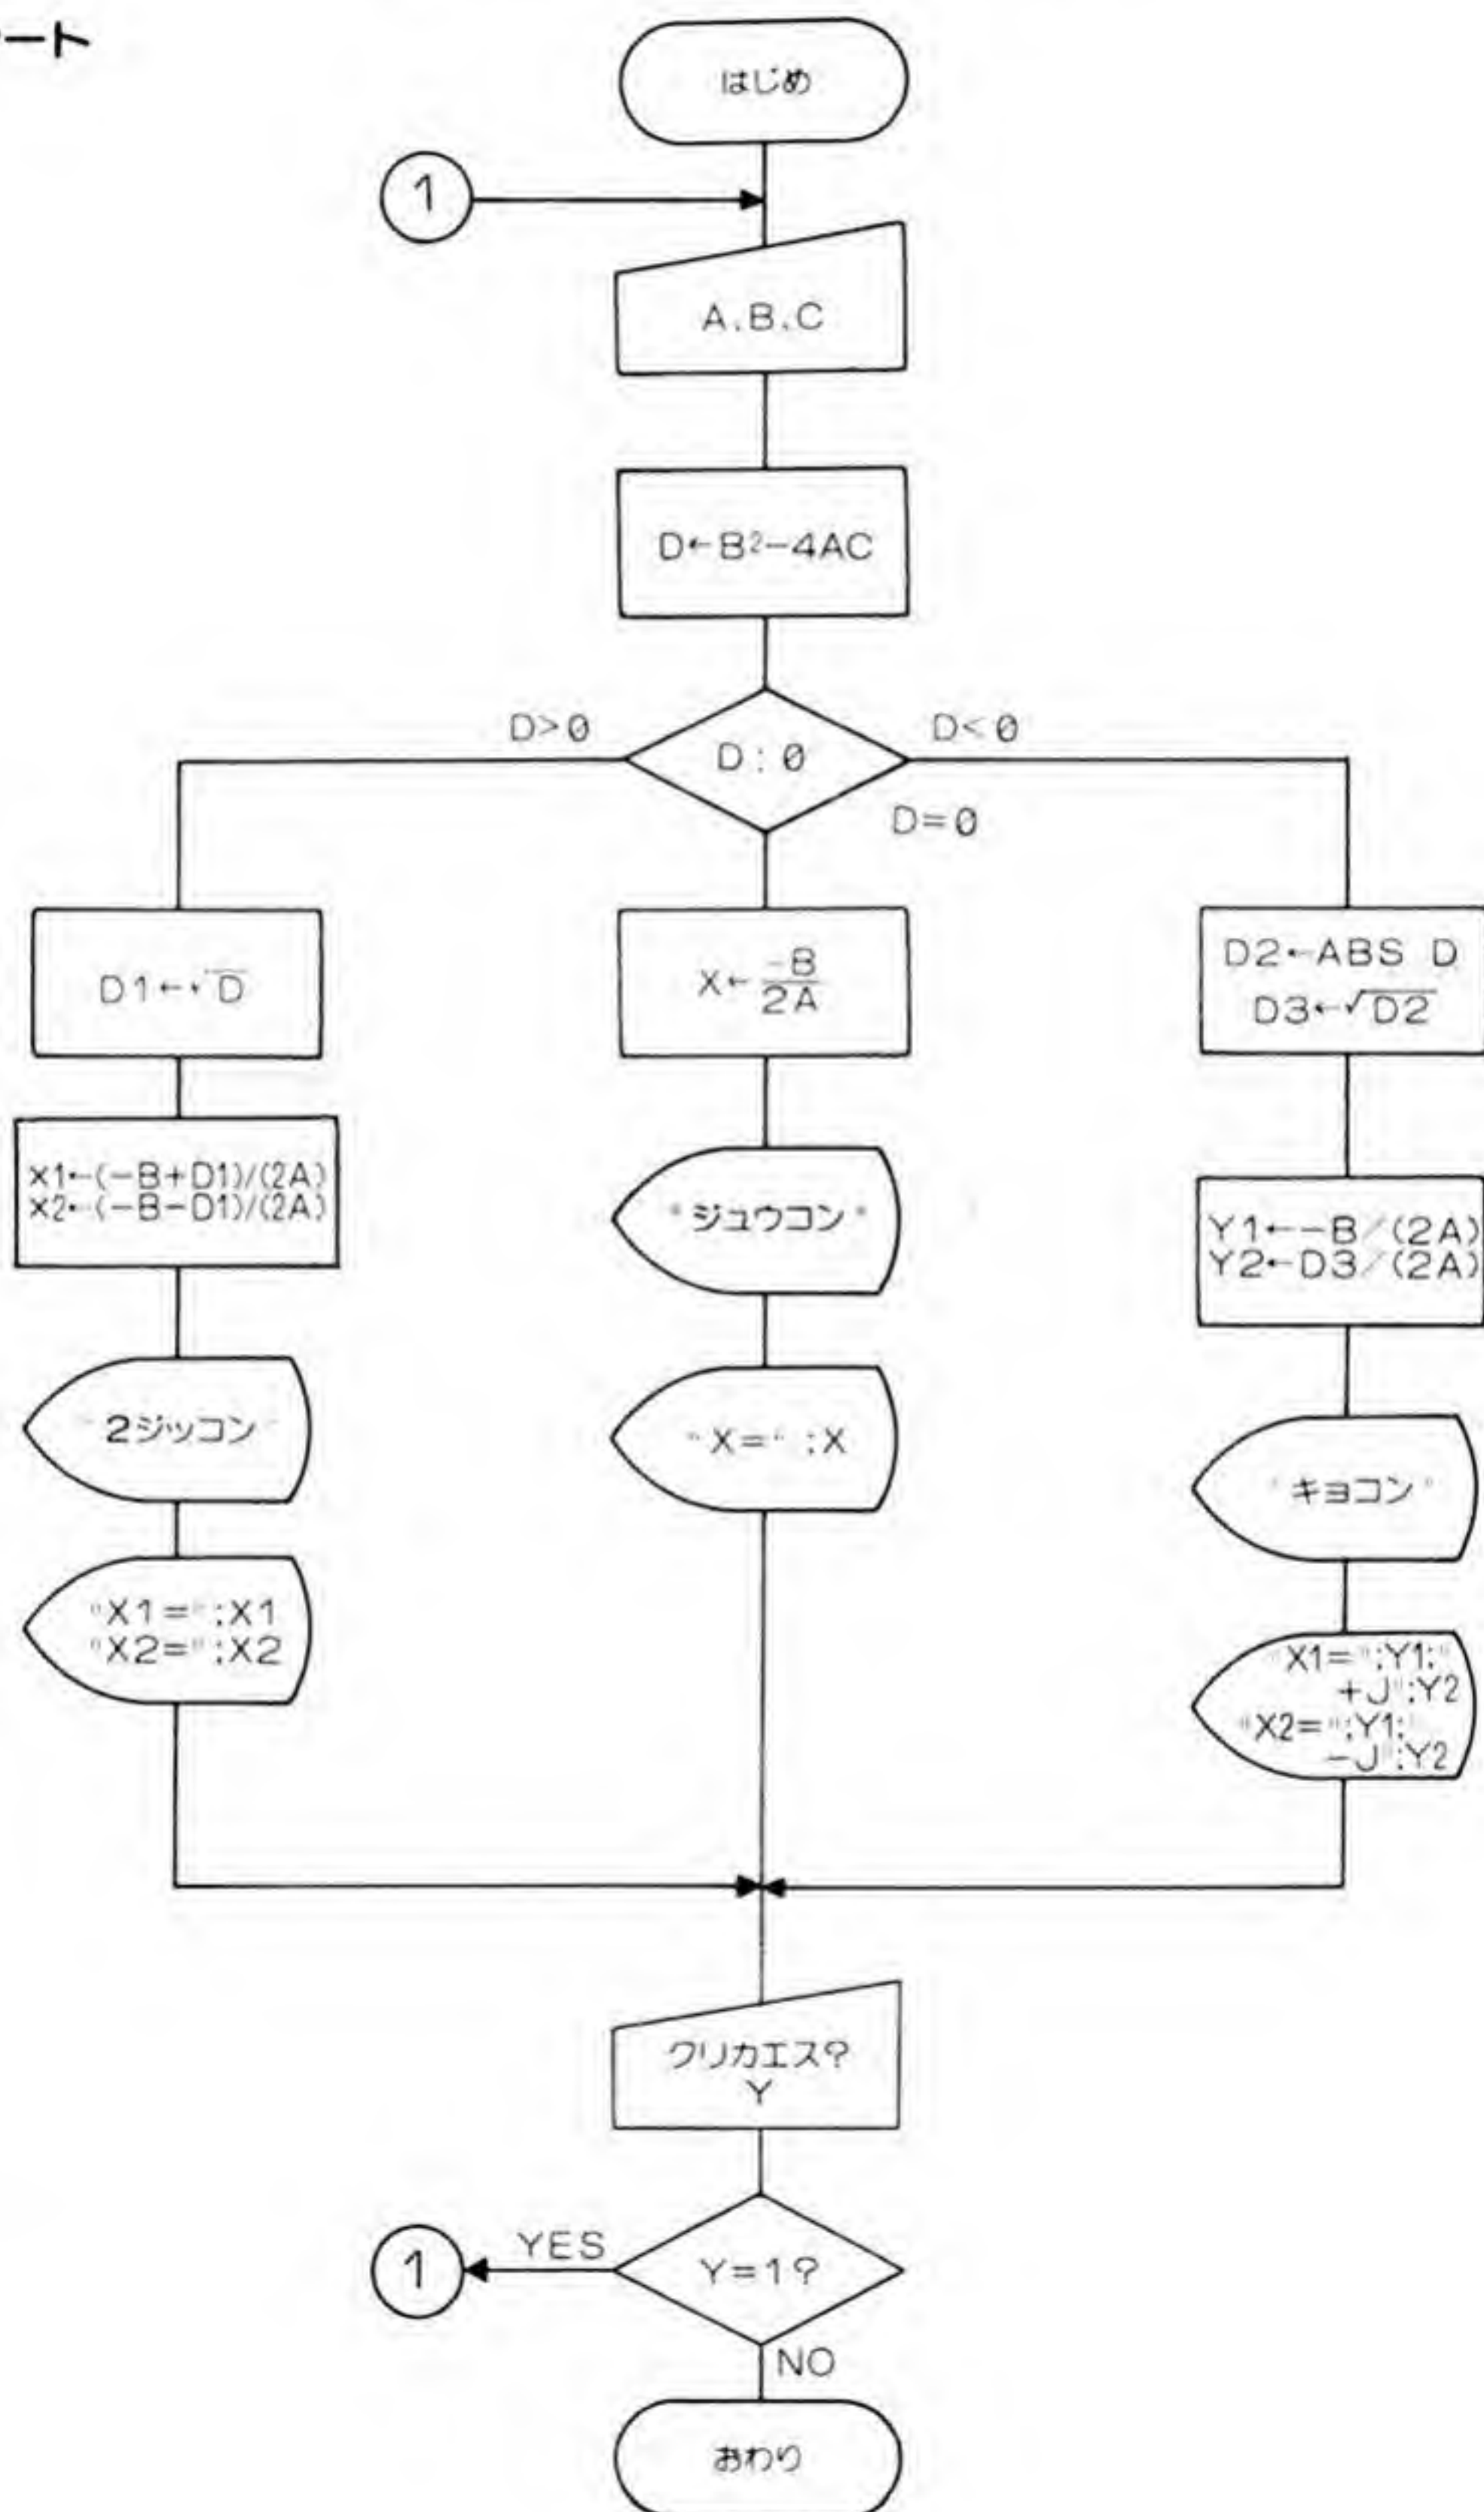 ート
はじめ
1
A.B.C
D←B²−4AC
D>0
D:0
D<0
D=0
D1←√D
X←−B/2A
D2←ABS D
D3←√D2
X1←(−B+D1)/(2A)
X2←(−B−D1)/(2A)
"ジュウコン"
Y1←−B/(2A)
Y2←D3/(2A)
"2ジッコン"
"X=":X
"キョコン"
"X1=":X1
"X2=":X2
"X1=":Y1:"
+J":Y2
"X2=":Y1:"
−J":Y2
クリカエス?
Y
1
YES
Y=1?
NO
おわり